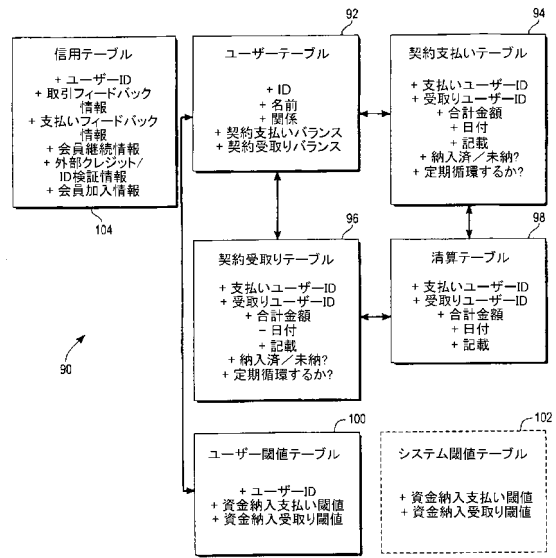 92
94
信用テーブル
+ ユーザーID
+ 取引フィードバック
情報
+ 支払いフィードバック
情報
+ 会員継続情報
+ 外部クレジット/
ID検証情報
+ 会員加入情報
104
ユーザーテーブル
+ ID
+ 名前
+ 関係
+ 契約支払いバランス
+ 契約受取りバランス
契約支払いテーブル
+ 支払いユーザーID
+ 受取りユーザーID
+ 合計金額
+ 日付
+ 記載
+ 納入済/未納?
+ 定期循環するか?
96
98
契約受取りテーブル
+ 支払いユーザーID
+ 受取りユーザーID
+ 合計金額
− 日付
+ 記載
+ 納入済/未納?
+ 定期循環するか?
清算テーブル
+ 支払いユーザーID
+ 受取りユーザーID
+ 合計金額
+ 日付
+ 記載
90
100
102
ユーザー閾値テーブル
+ ユーザーID
+ 資金納入支払い閾値
+ 資金納入受取り閾値
システム閾値テーブル
+ 資金納入支払い閾値
+ 資金納入受取り閾値